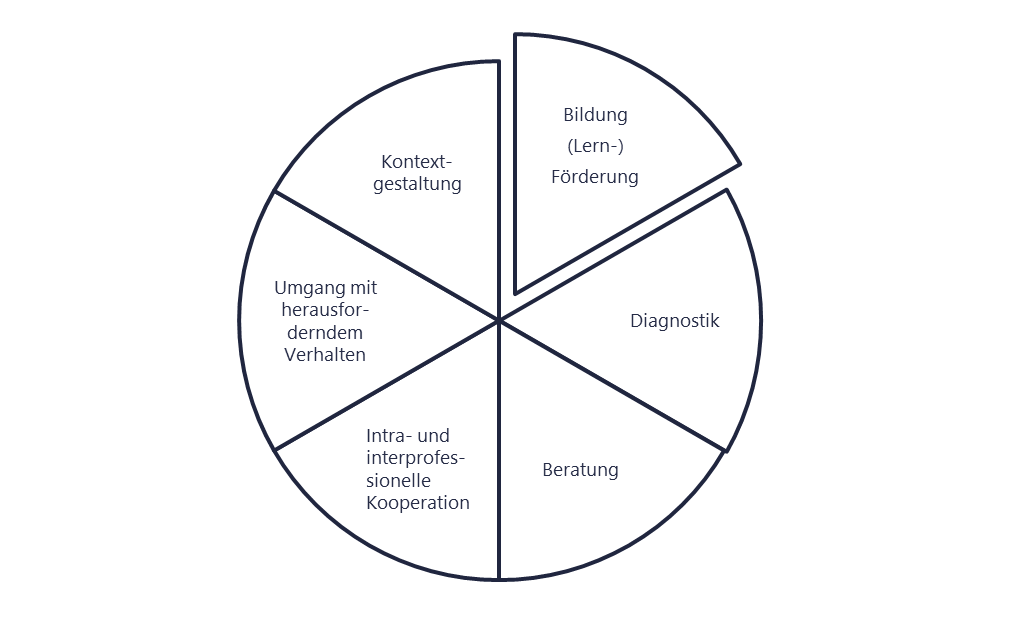 Bildung
(Lern-)
Förderung
Kontext-
gestaltung
Umgang mit
herausfor-
derndem
Verhalten
Diagnostik
Intra- und
interprofes-
sionelle
Kooperation
Beratung